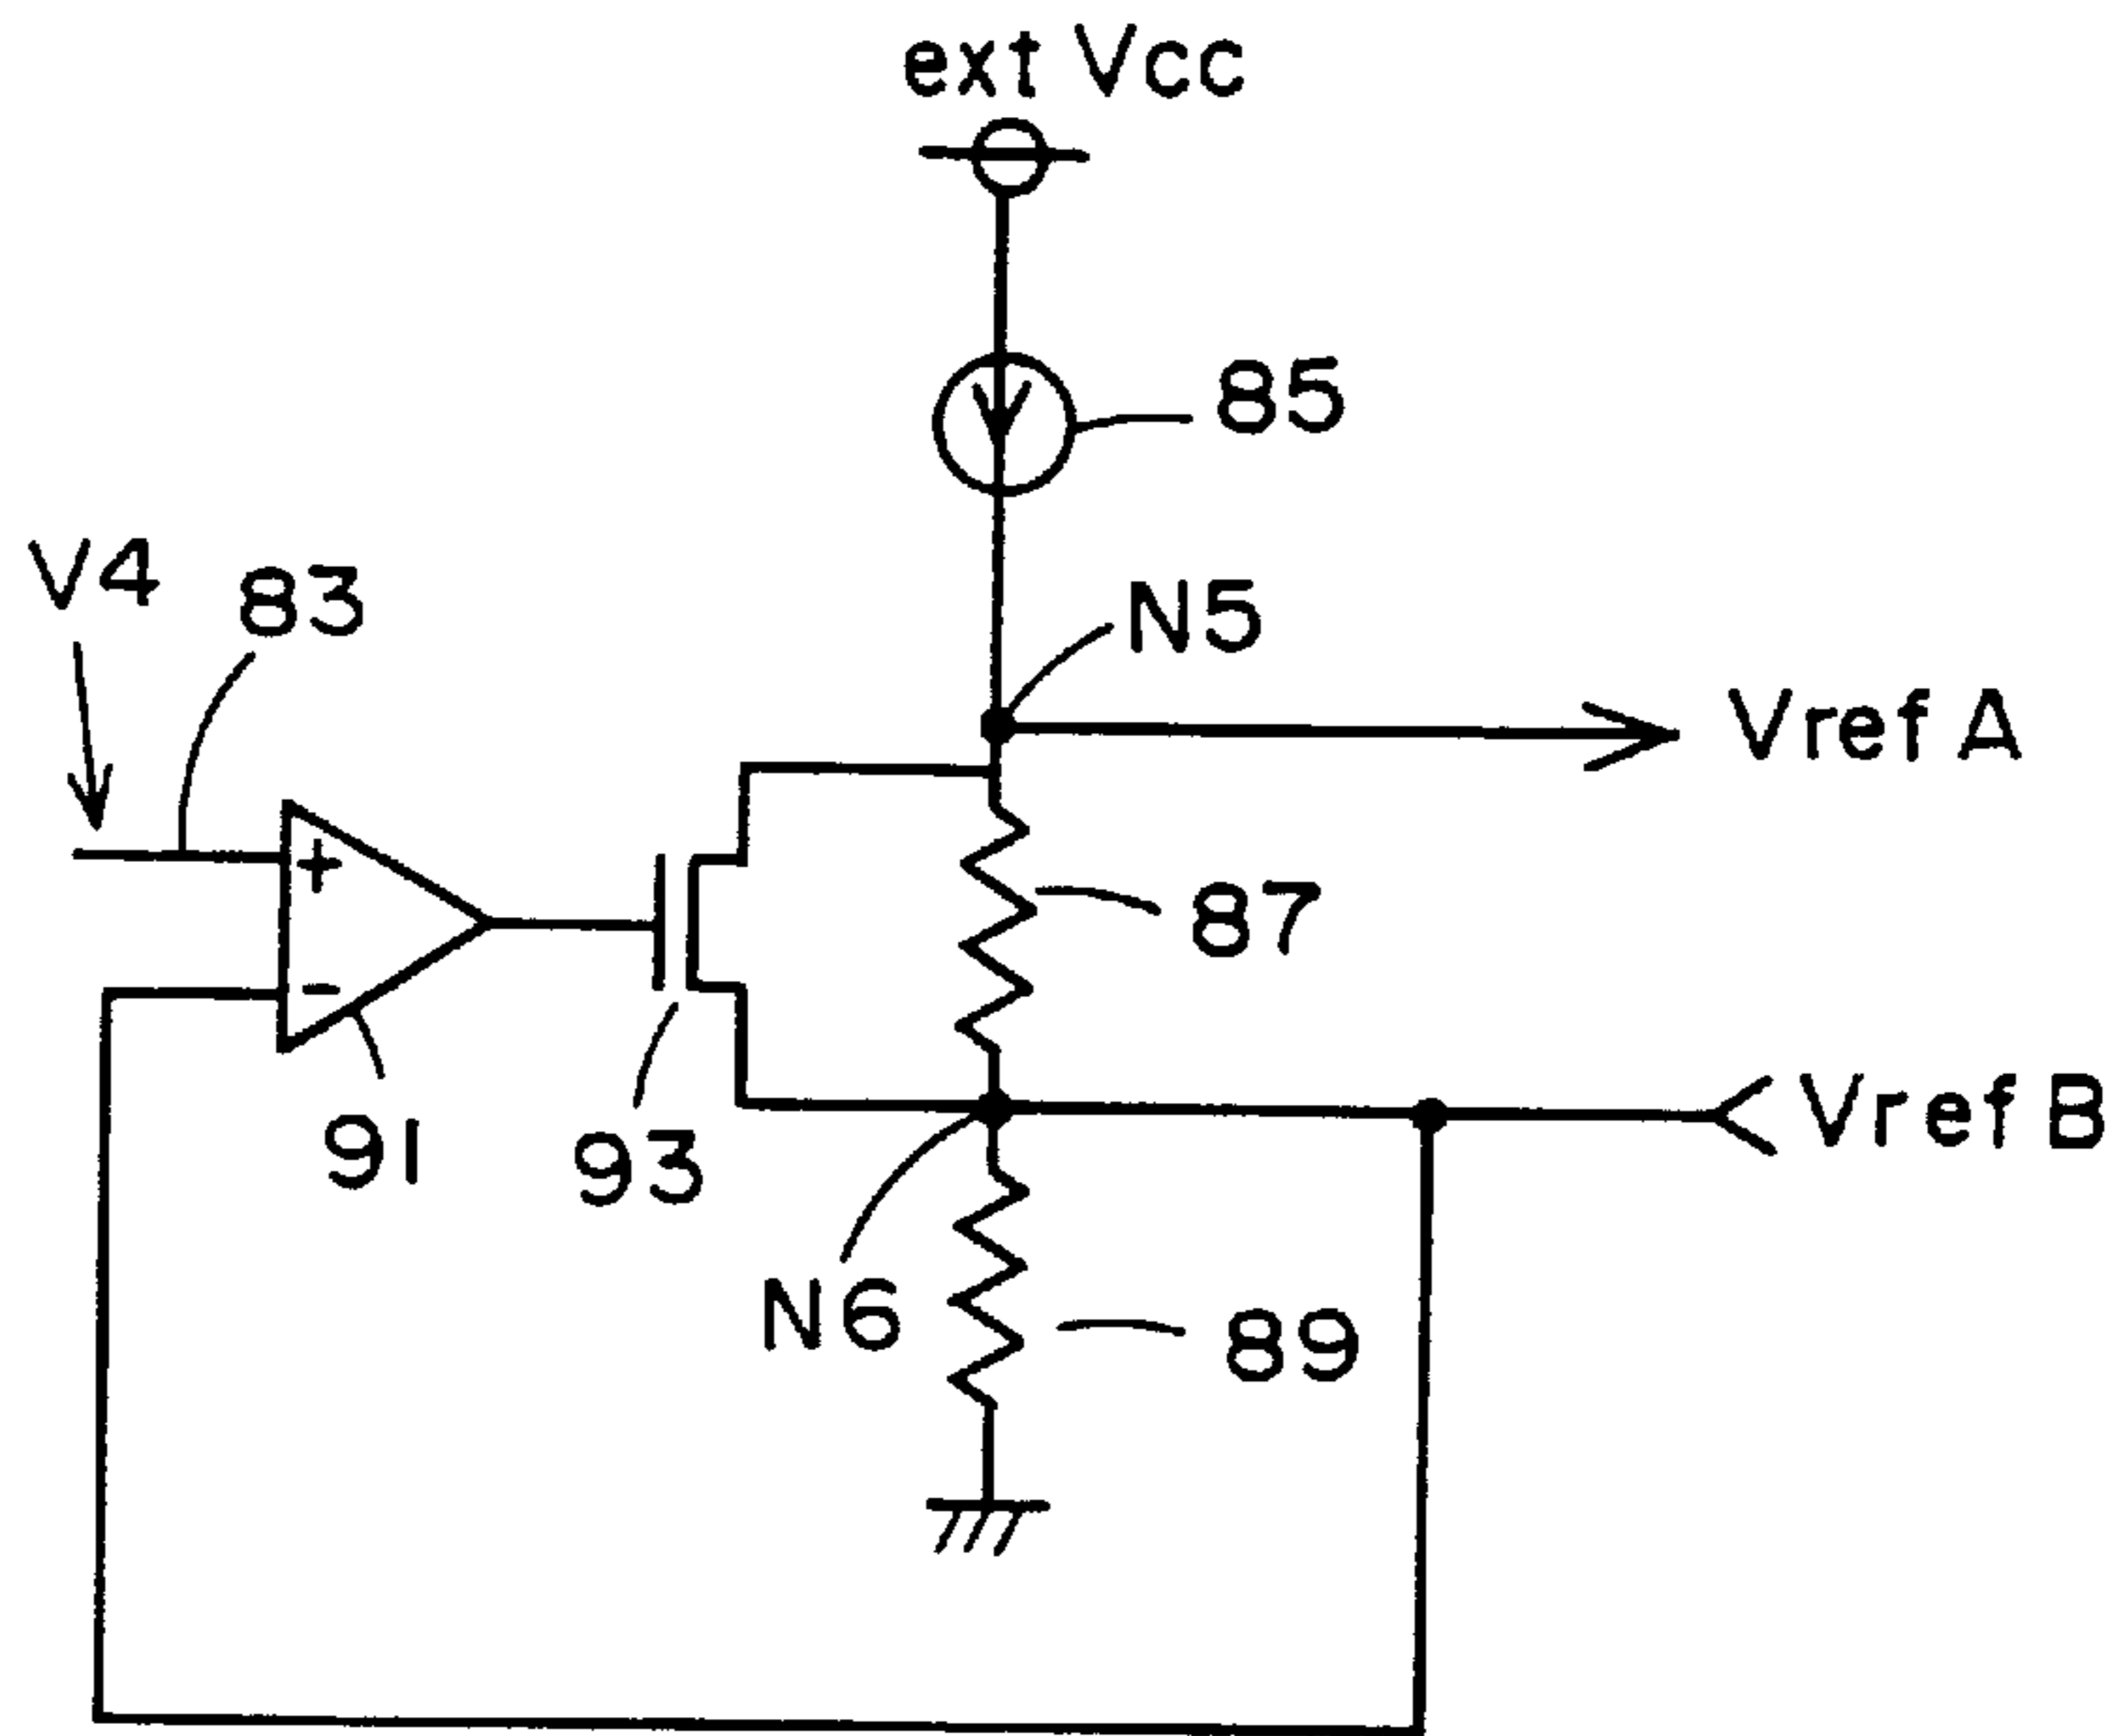 ext Vcc
85
V4
83
N5
Vref A
+
87
-
Vref B
91
93
N6
89